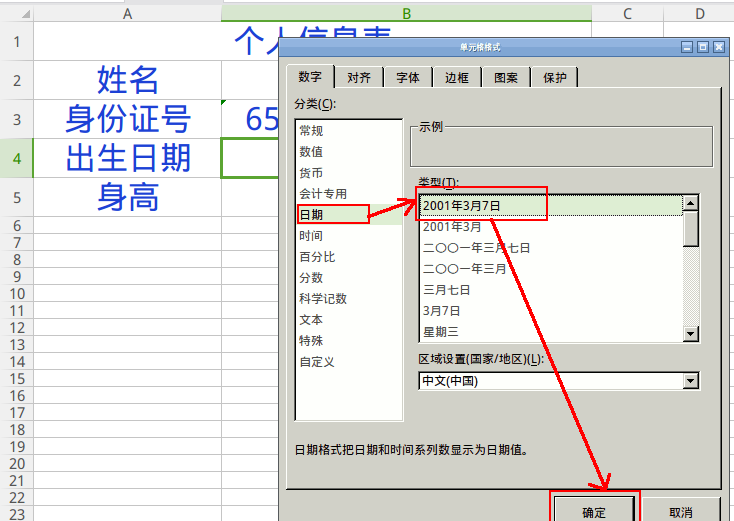 A B C D
1 个人信息表
单元格格式
2 姓名
3 身份证号 65
4 出生日期
5 身高
6
7
8
9
10
11
12
13
14
15
16
17
18
19
20
21
22
23
数字 对齐 字体 边框 图案 保护
分类(C):
常规
数值
货币
会计专用
日期
时间
百分比
分数
科学记数
文本
特殊
自定义
示例
类型(T):
2001年3月7日
2001年3月
二〇〇一年三月七日
二〇〇一年三月
三月七日
3月7日
星期三
区域设置(国家/地区)(L):
中文(中国)
日期格式把日期和时间系列数显示为日期值。
确定 取消